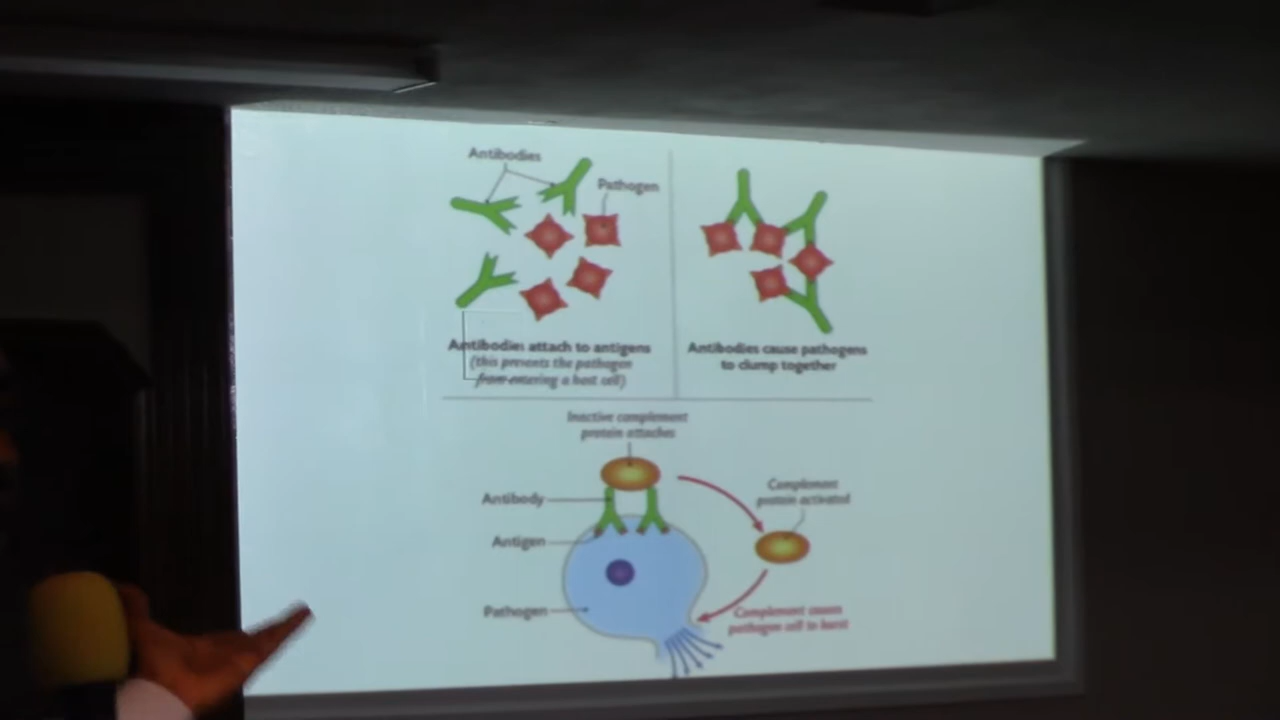 Antibodies
Pathogen
Antibodies attach to antigens
(this prevents the pathogen
from entering a host cell)
Antibodies cause pathogens
to clump together
Inactive complement
protein attaches
Antibody
Antigen
Pathogen
Complement
protein activated
Complement causes
pathogen cell to burst